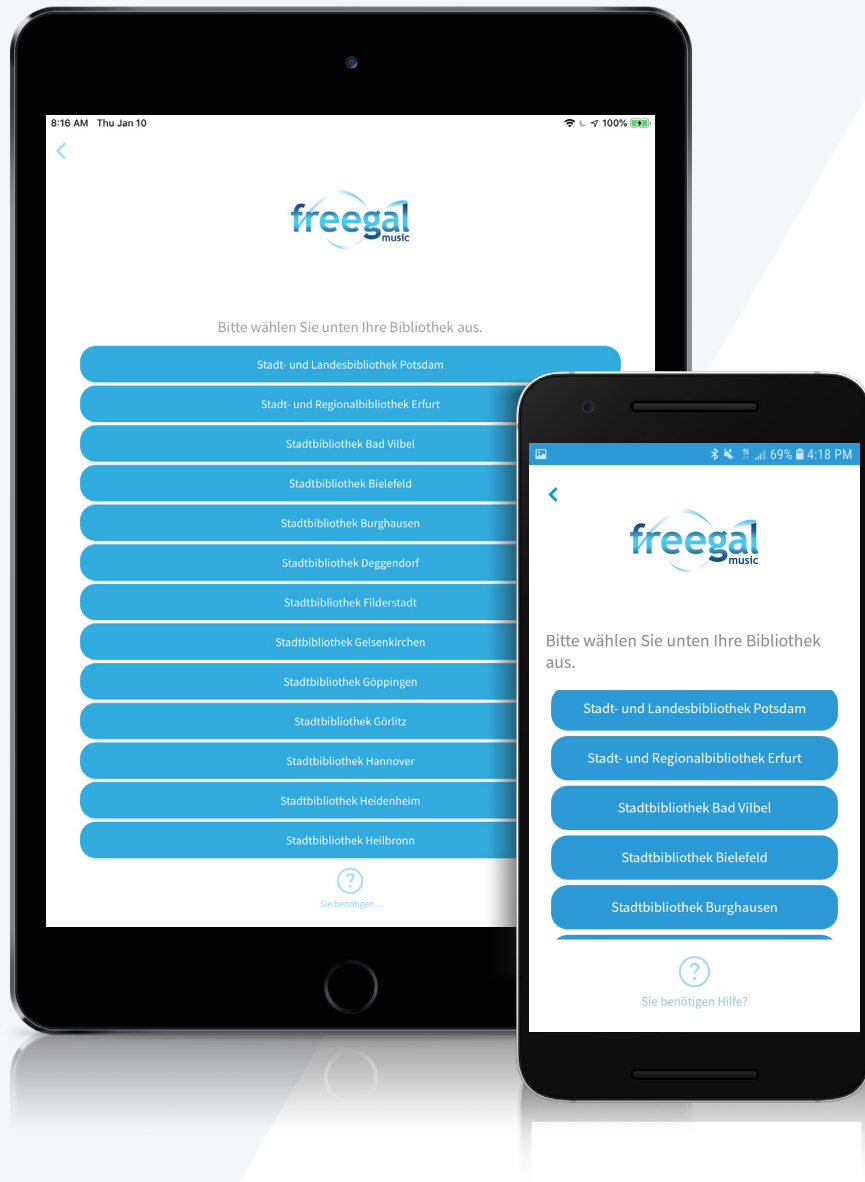 8:16 AM Thu Jan 10
100%
freegal
music
Bitte wählen Sie unten Ihre Bibliothek aus.
Stadt- und Landesbibliothek Potsdam
Stadt- und Regionalbibliothek Erfurt
Stadtbibliothek Bad Vilbel
Stadtbibliothek Bielefeld
Stadtbibliothek Burghausen
Stadtbibliothek Deggendorf
Stadtbibliothek Filderstadt
Stadtbibliothek Gelsenkirchen
Stadtbibliothek Göppingen
Stadtbibliothek Görlitz
Stadtbibliothek Hannover
Stadtbibliothek Heidenheim
Stadtbibliothek Heilbronn
?
Sie benötigen...
69% 4:18 PM
freegal
music
Bitte wählen Sie unten Ihre Bibliothek
aus.
Stadt- und Landesbibliothek Potsdam
Stadt- und Regionalbibliothek Erfurt
Stadtbibliothek Bad Vilbel
Stadtbibliothek Bielefeld
Stadtbibliothek Burghausen
?
Sie benötigen Hilfe?